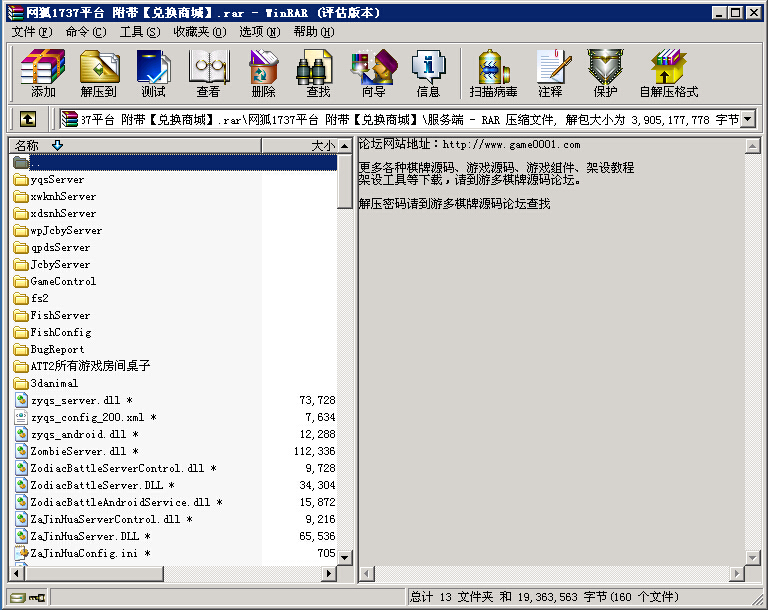 网狐1737平台 附带【兑换商城】.rar - WinRAR (评估版本)
文件(F) 命令(C) 工具(S) 收藏夹(O) 选项(N) 帮助(H)
添加 解压到 测试 查看 删除 查找 向导 信息 扫描病毒 注释 保护 自解压格式
37平台 附带【兑换商城】.rar\网狐1737平台 附带【兑换商城】\服务端 - RAR 压缩文件, 解包大小为 3,905,177,778 字节
名称 大小
..
yqsServer
xwknhServer
xdsnhServer
wpJcbyServer
qpdsServer
JcbyServer
GameControl
fs2
FishServer
FishConfig
BugReport
ATT2所有游戏房间桌子
3danimal
zyqs_server.dll * 73,728
zyqs_config_200.xml * 7,634
zyqs_android.dll * 12,288
ZombieServer.dll * 112,336
ZodiacBattleServerControl.dll * 9,728
ZodiacBattleServer.DLL * 34,304
ZodiacBattleAndroidService.dll * 15,872
ZaJinHuaServerControl.dll * 9,216
ZaJinHuaServer.DLL * 65,536
ZaJinHuaConfig.ini * 705
论坛网站地址：http://www.game0001.com
更多各种棋牌源码、游戏源码、游戏组件、架设教程
架设工具等下载，请到游多棋牌源码论坛。
解压密码请到游多棋牌源码论坛查找
总计 13 文件夹 和 19,363,563 字节(160 个文件)